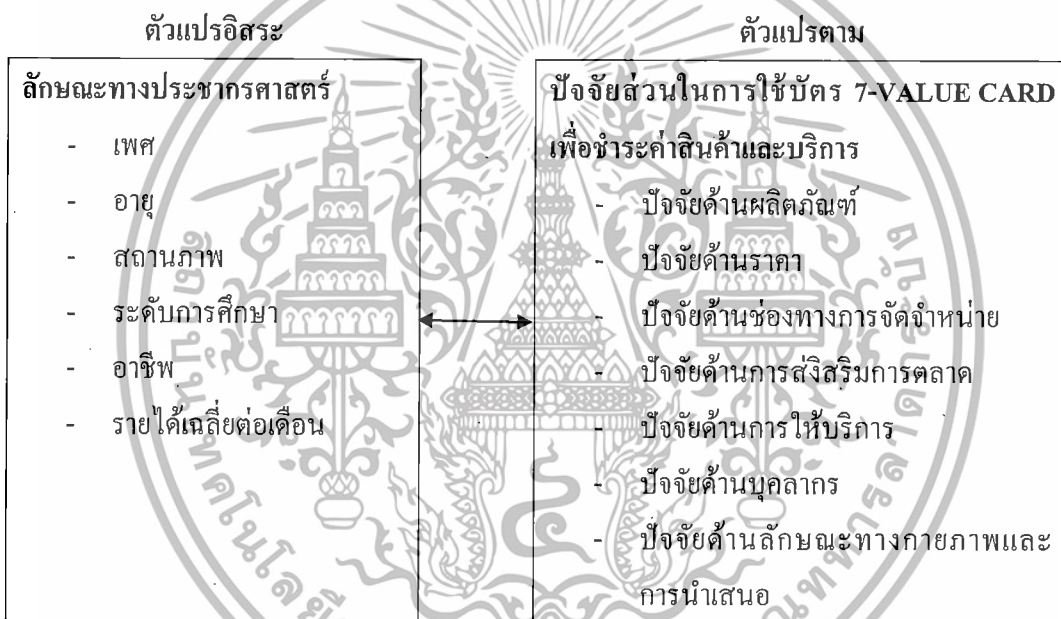 ตัวแปรอิสระ
ลักษณะทางประชากรศาสตร์
- เพศ
- อายุ
- สถานภาพ
- ระดับการศึกษา
- อาชีพ
- รายได้เฉลี่ยต่อเดือน
ตัวแปรตาม
ปัจจัยส่วนในการใช้บัตร 7-VALUE CARD
เพื่อชำระค่าสินค้าและบริการ
- ปัจจัยด้านผลิตภัณฑ์
- ปัจจัยด้านราคา
- ปัจจัยด้านช่องทางการจัดจำหน่าย
- ปัจจัยด้านการส่งสริมการตลาด
- ปัจจัยด้านการให้บริการ
- ปัจจัยด้านบุคลากร
- ปัจจัยด้านลักษณะทางกายภาพและ
การนำเสนอ